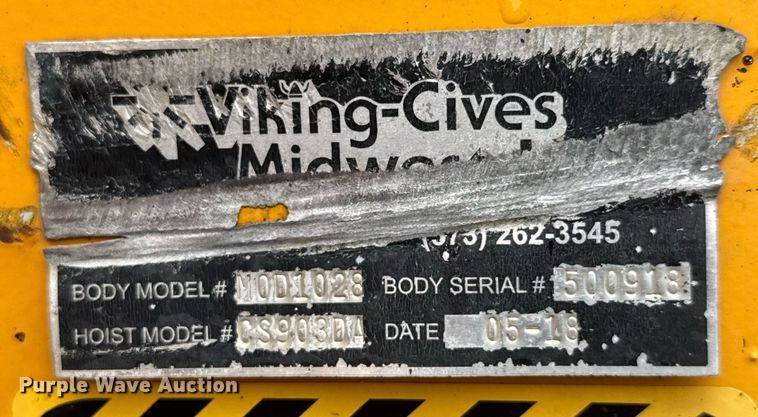 Viking-Cives
Midwest
(573) 262-3545
BODY MODEL # MOD1028 BODY SERIAL # 500918
HOIST MODEL # CS903DA DATE 05-18
Purple Wave Auction